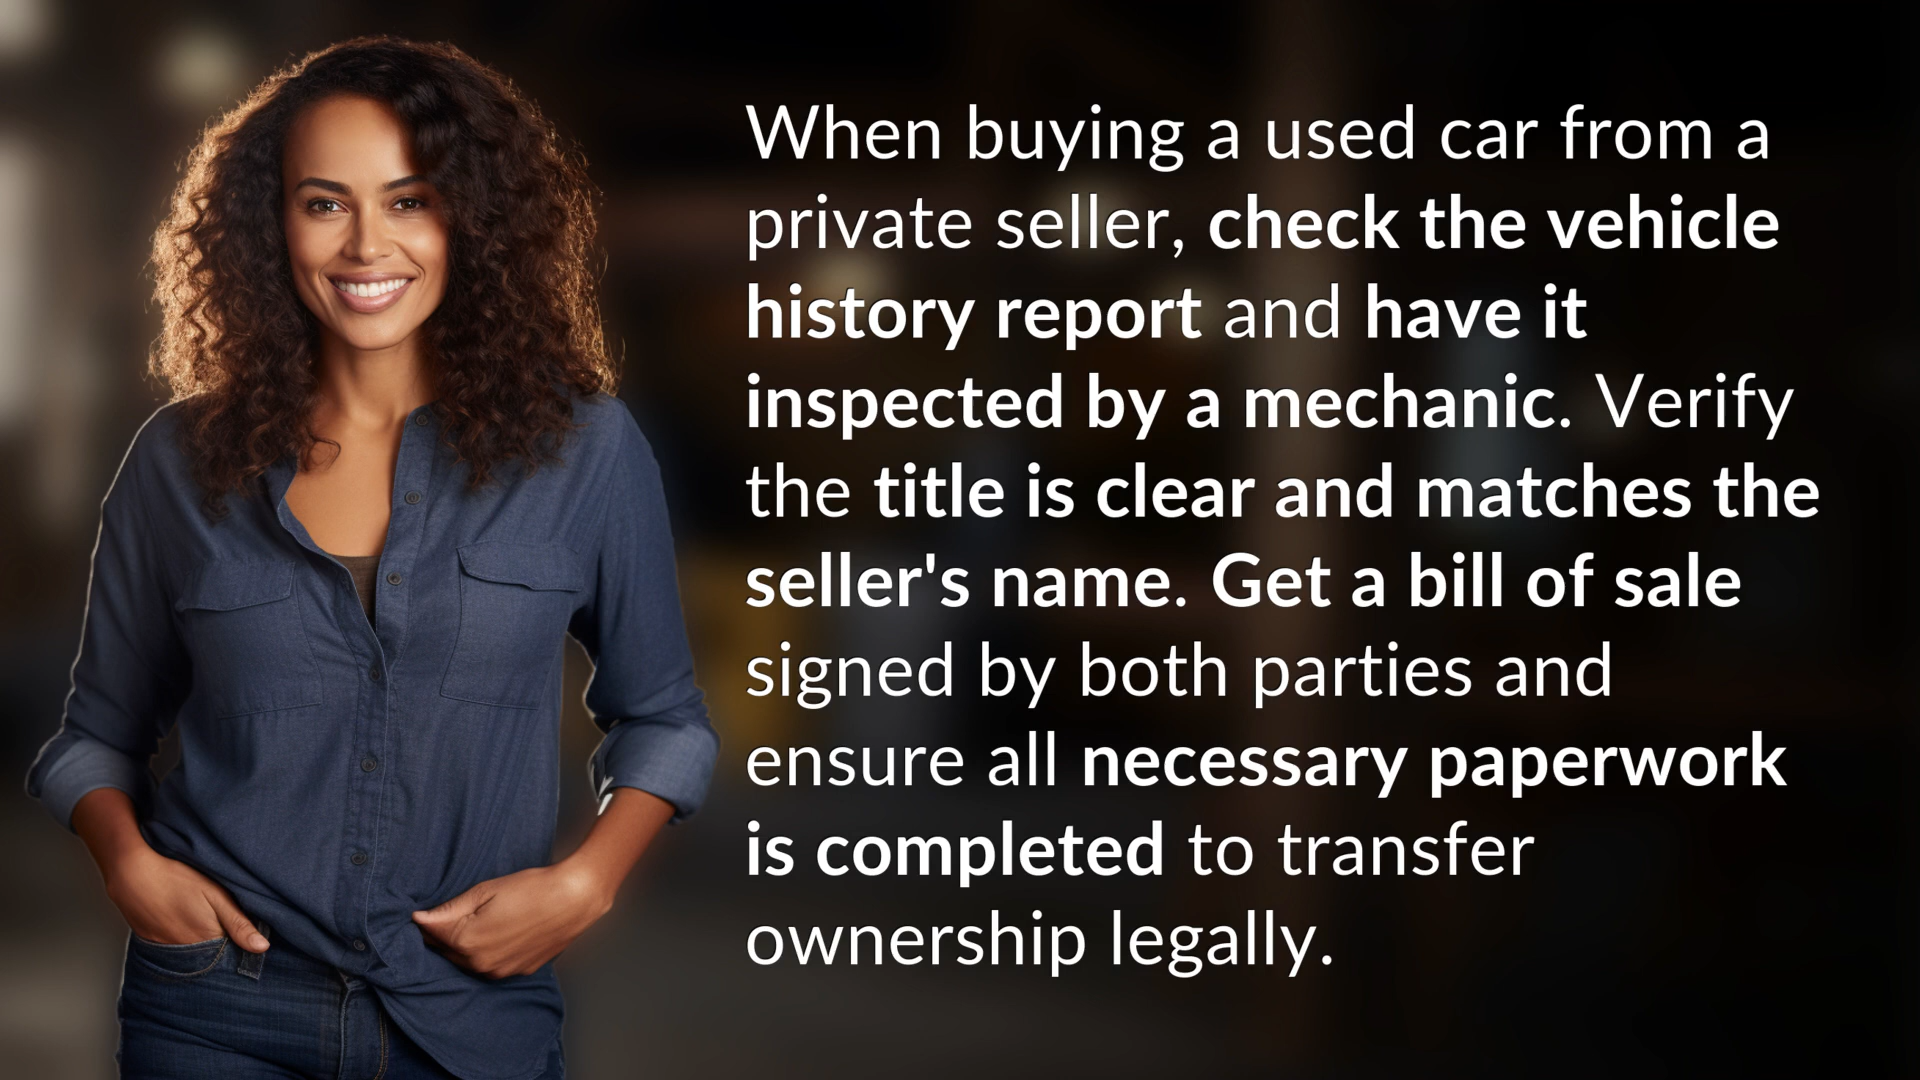 When buying a used car from a
private seller, check the vehicle
history report and have it
inspected by a mechanic. Verify
the title is clear and matches the
seller's name. Get a bill of sale
signed by both parties and
ensure all necessary paperwork
is completed to transfer
ownership legally.